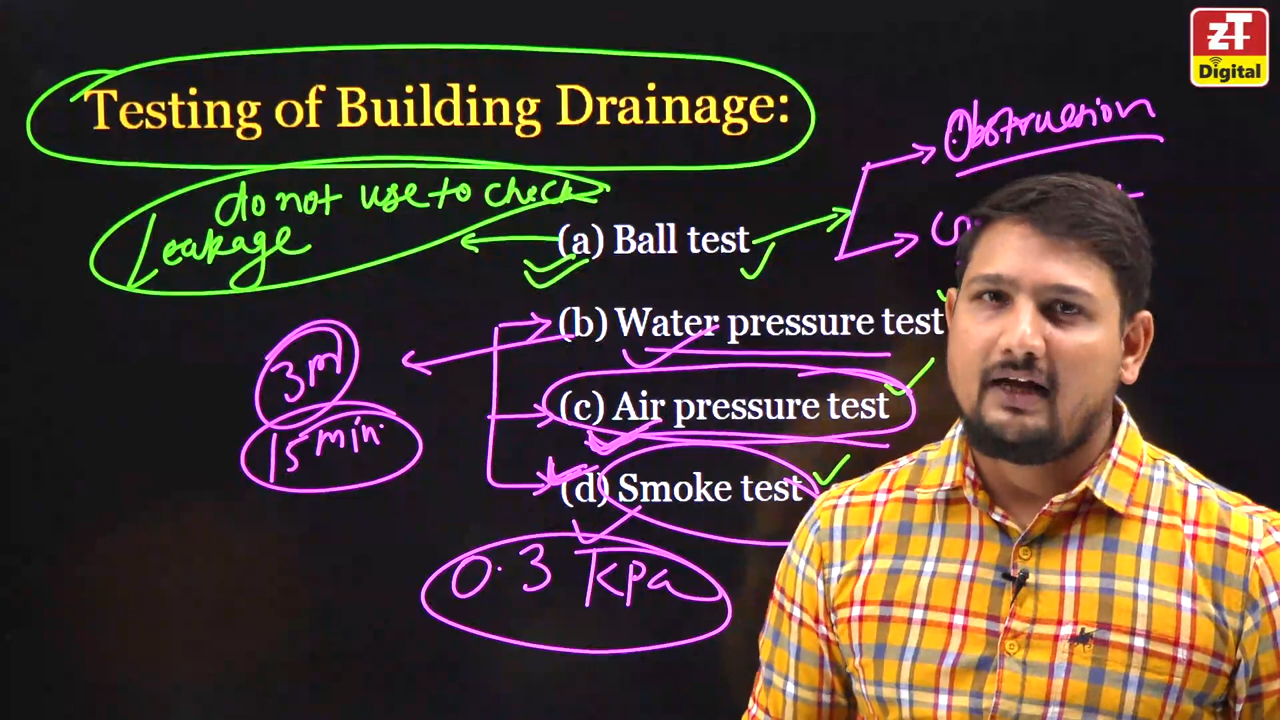 ZT
Digital
Testing of Building Drainage:
Obstruction
do not use to check
Leakage
(a) Ball test
(b) Water pressure test
3m
15 min.
(c) Air pressure test
(d) Smoke test
0.3 kpa